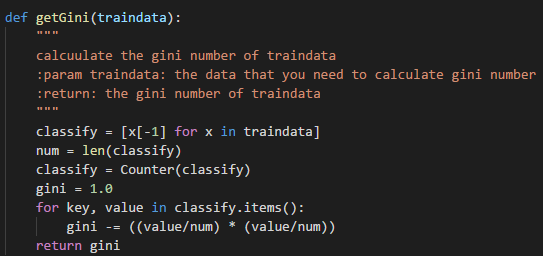 def getGini(traindata):
    """
    calcuulate the gini number of traindata
    :param traindata: the data that you need to calculate gini number
    :return: the gini number of traindata
    """
    classify = [x[-1] for x in traindata]
    num = len(classify)
    classify = Counter(classify)
    gini = 1.0
    for key, value in classify.items():
        gini -= ((value/num) * (value/num))
    return gini